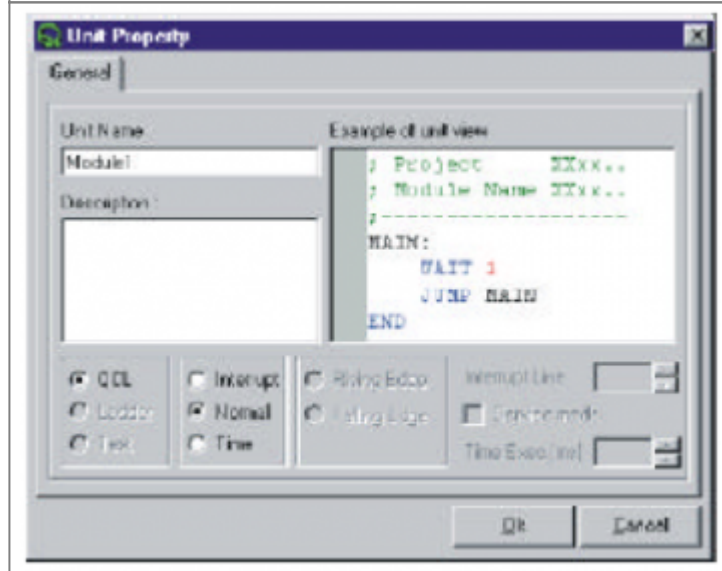 Unit Property
General
Unit Name
Module1
Description :
Example of unit view
; Project XXxx..
; Module Name XXxx..
;-------------------
MAIN:
WAIT 1
JUMP MAIN
END
QCL
Ladder
Text
Interrupt
Normal
Time
Rising Edge
Falling Edge
Interrupt Line
mode
Time Exec [ms]
Ok
Cancel